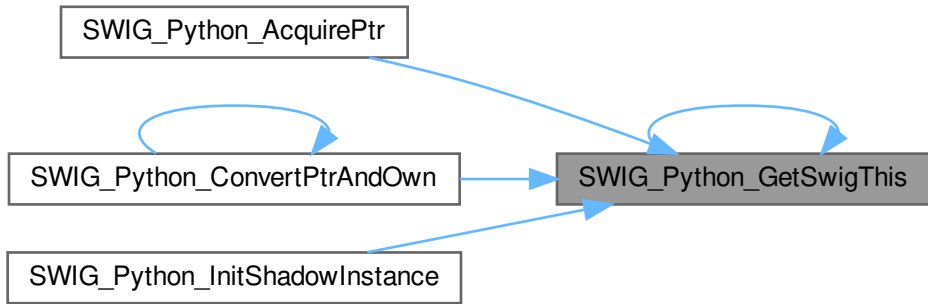 SWIG_Python_AcquirePtr
SWIG_Python_ConvertPtrAndOwn
SWIG_Python_GetSwigThis
SWIG_Python_InitShadowInstance